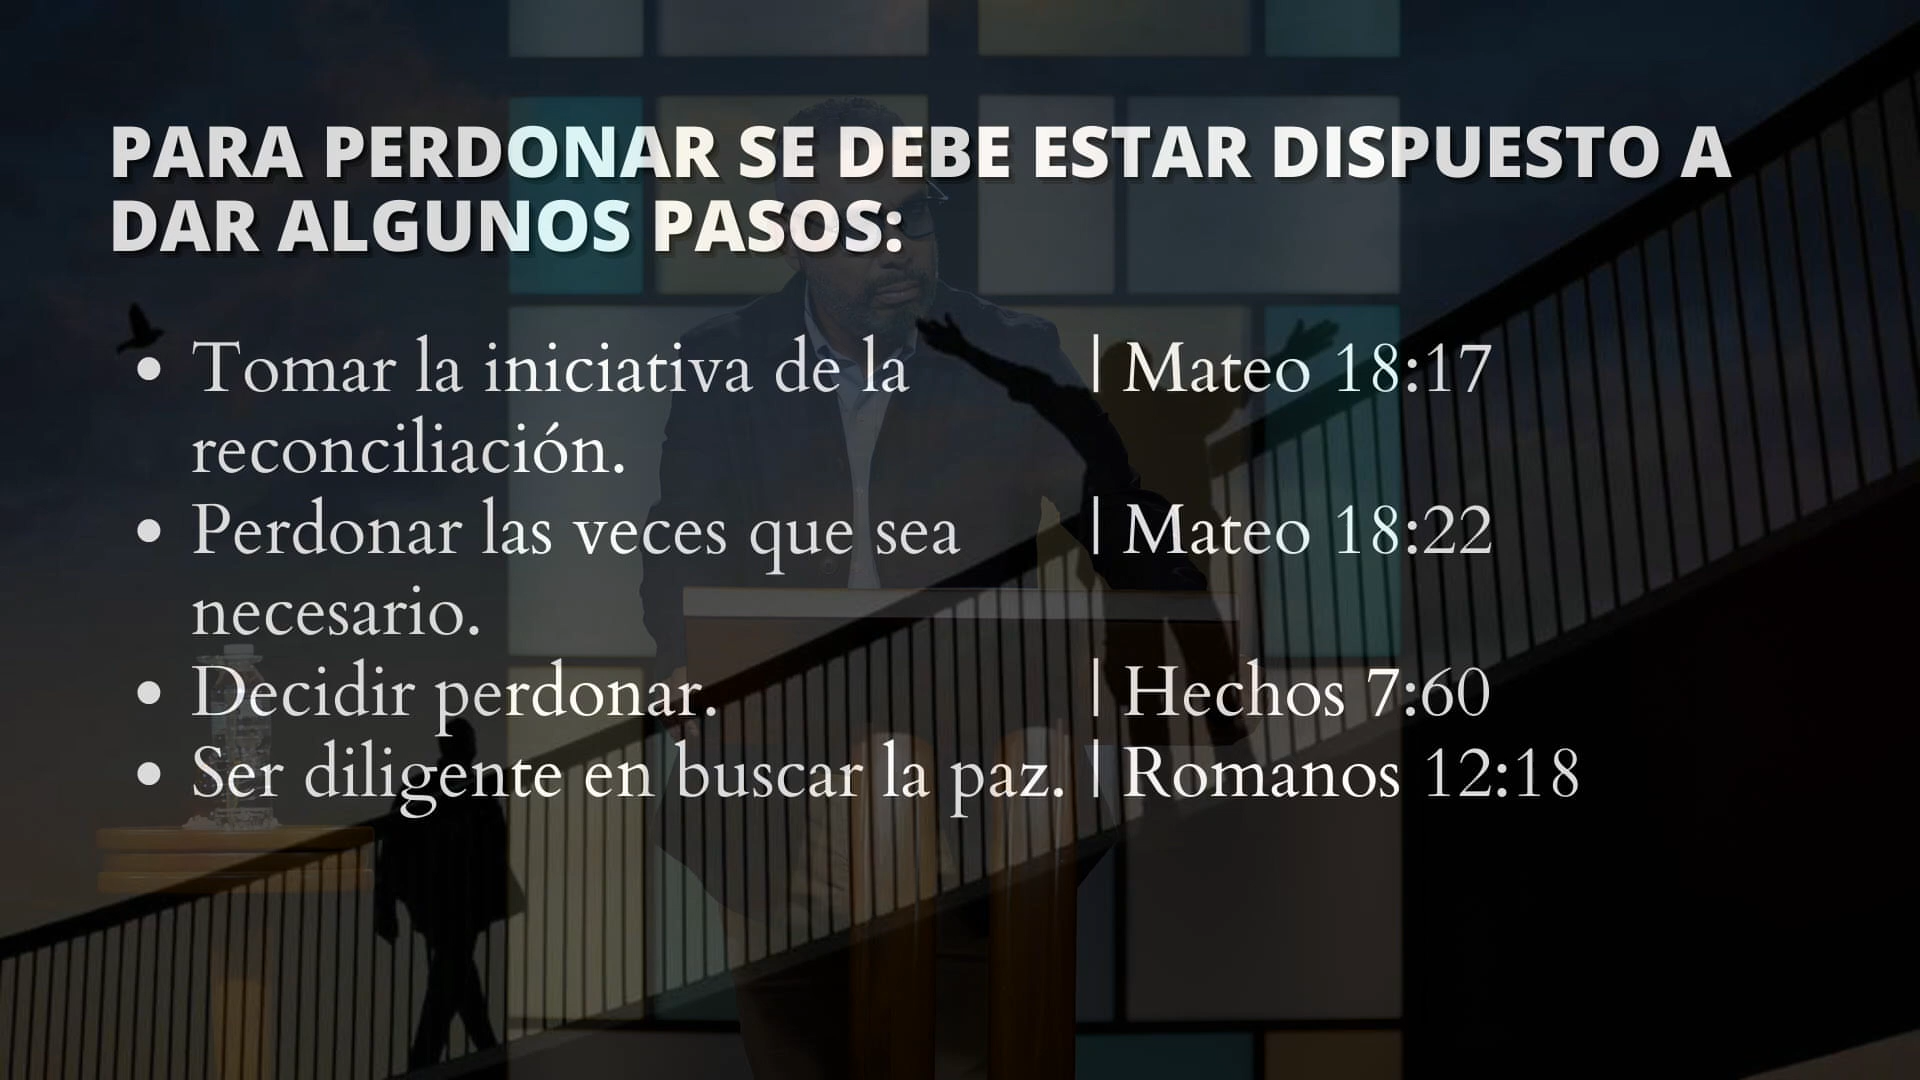 PARA PERDONAR SE DEBE ESTAR DISPUESTO A
DAR ALGUNOS PASOS:
• Tomar la iniciativa de la | Mateo 18:17
reconciliación.
• Perdonar las veces que sea | Mateo 18:22
necesario.
• Decidir perdonar. | Hechos 7:60
• Ser diligente en buscar la paz. | Romanos 12:18